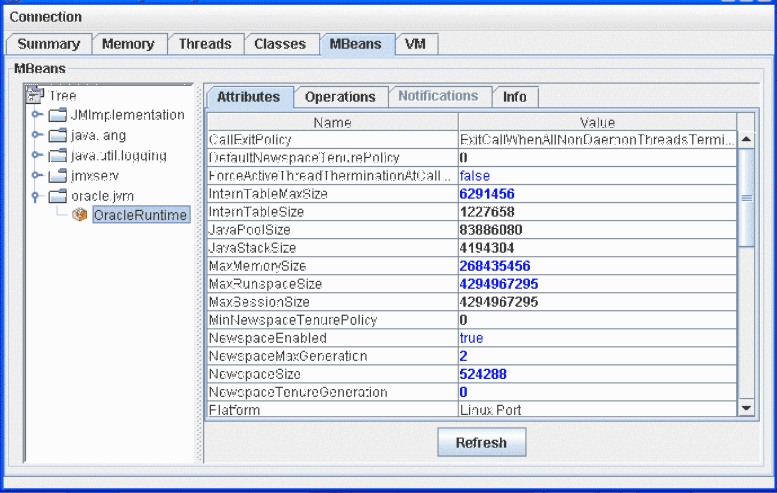 Connection
Summary Memory Threads Classes MBeans VM
MBeans
Tree
JMImplementation
java.lang
java.util.logging
jmxserv
oracle.jvm
OracleRuntime
Attributes Operations Notifications Info
Name Value
CallExitPolicy ExitCallWhenAllNonDaemonThreadsTermi...
DefaultNewspaceTenurePolicy 0
ForceActiveThreadTherminationAtCall... false
InternTableMaxSize 6291456
InternTableSize 1227658
JavaPoolSize 83886080
JavaStackSize 4194304
MaxMemorySize 268435456
MaxRunspaceSize 4294967295
MaxSessionSize 4294967295
MinNewspaceTenurePolicy 0
NewspaceEnabled true
NewspaceMaxGeneration 2
NewspaceSize 524288
NewspaceTenureGeneration 0
Platform Linux Port
Refresh